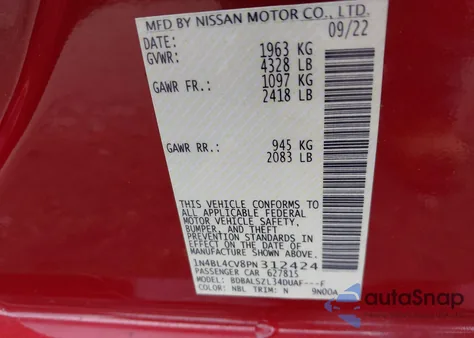 MFD BY NISSAN MOTOR CO., LTD.
DATE: 09/22
GVWR: 1963 KG
4328 LB
GAWR FR.: 1097 KG
2418 LB
GAWR RR.: 945 KG
2083 LB
THIS VEHICLE CONFORMS TO
ALL APPLICABLE FEDERAL
MOTOR VEHICLE SAFETY,
BUMPER, AND THEFT
PREVENTION STANDARDS IN
EFFECT ON THE DATE OF
MANUFACTURE SHOWN ABOVE.
1N4BL4CV8PN312424
PASSENGER CAR 627815
MODEL: BDBALSZL34DUAF---F
COLOR: NBL TRIM: N 9N00A
autoSnap